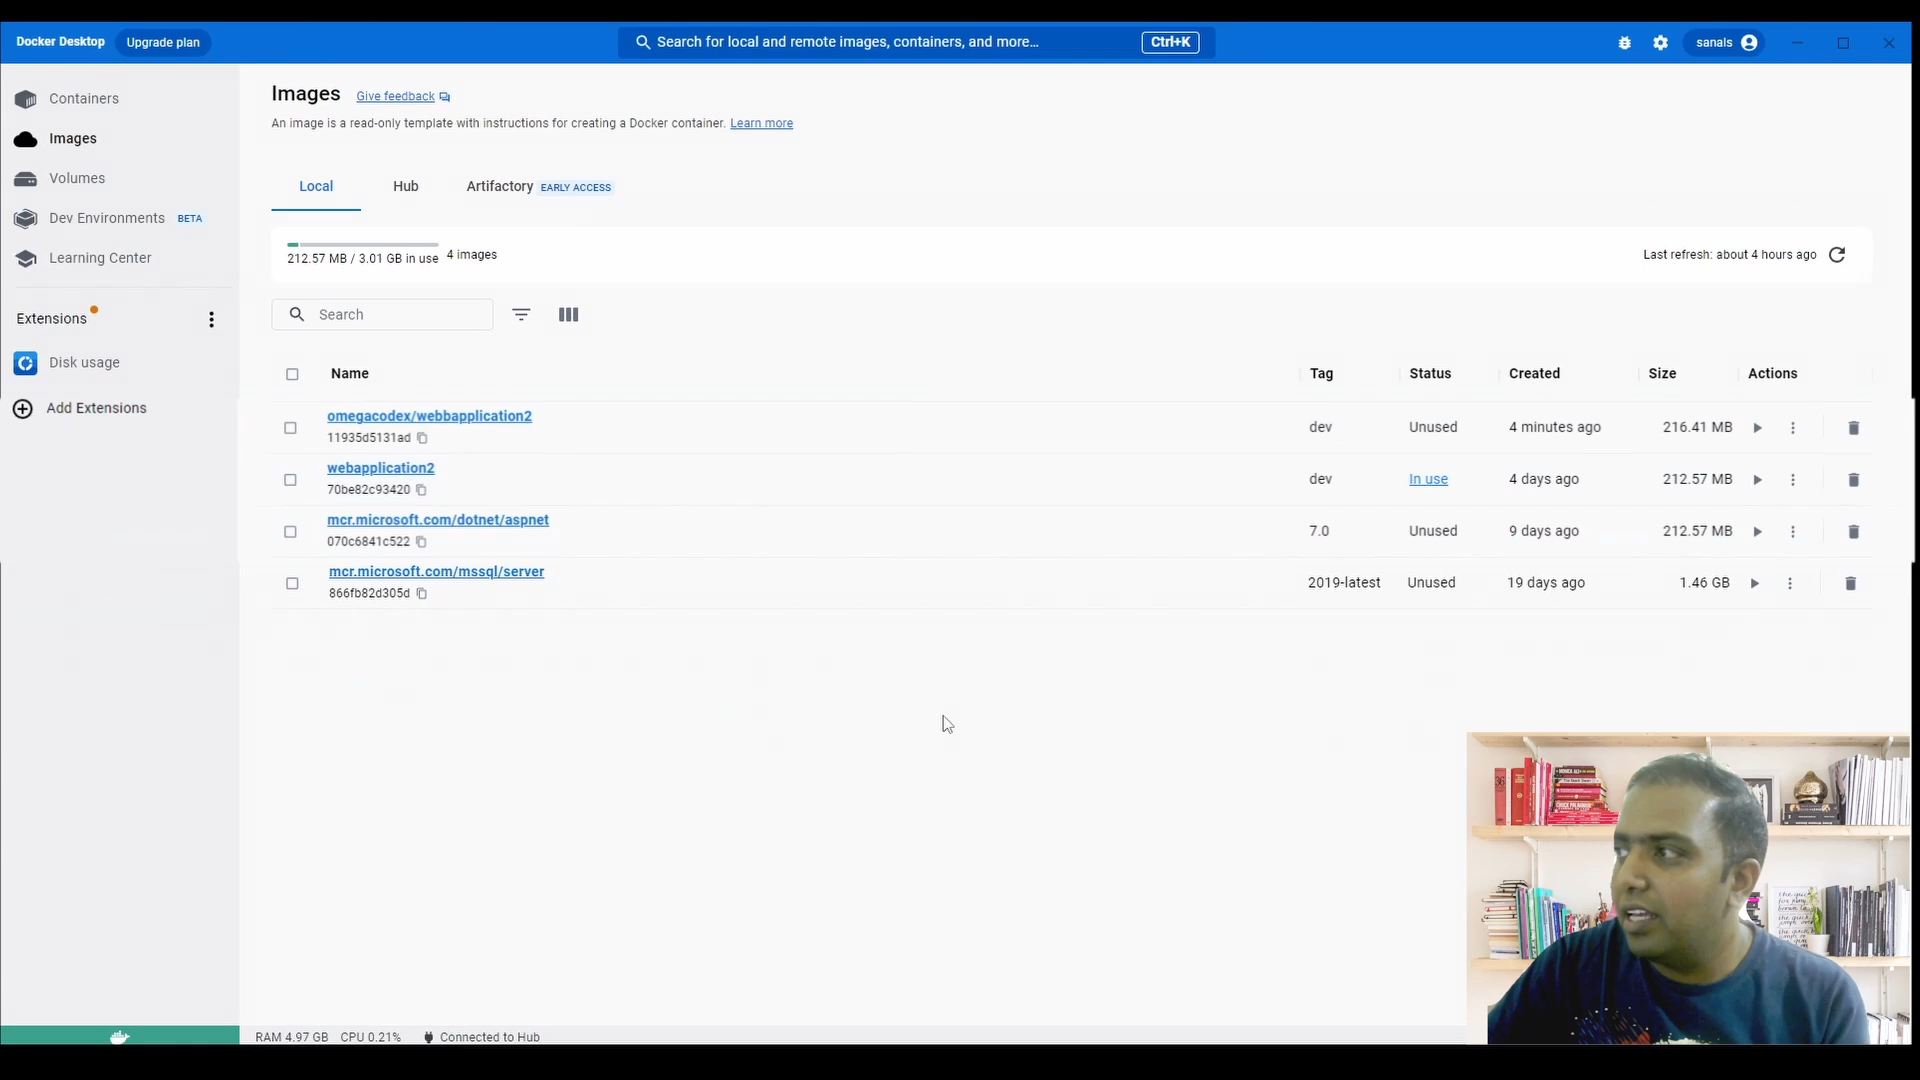 Docker Desktop Upgrade plan Search for local and remote images, containers, and more... Ctrl+K sanals
Containers
Images
Volumes
Dev Environments BETA
Learning Center
Extensions
Disk usage
Add Extensions
Images Give feedback
An image is a read-only template with instructions for creating a Docker container. Learn more
Local Hub Artifactory EARLY ACCESS
212.57 MB / 3.01 GB in use 4 images Last refresh: about 4 hours ago
Search
Name Tag Status Created Size Actions
omegacodex/webbapplication2 dev Unused 4 minutes ago 216.41 MB
11935d5131ad
webapplication2 dev In use 4 days ago 212.57 MB
70be82c93420
mcr.microsoft.com/dotnet/aspnet 7.0 Unused 9 days ago 212.57 MB
070c6841c522
mcr.microsoft.com/mssql/server 2019-latest Unused 19 days ago 1.46 GB
866fb82d305d
RAM 4.97 GB CPU 0.21% Connected to Hub
36